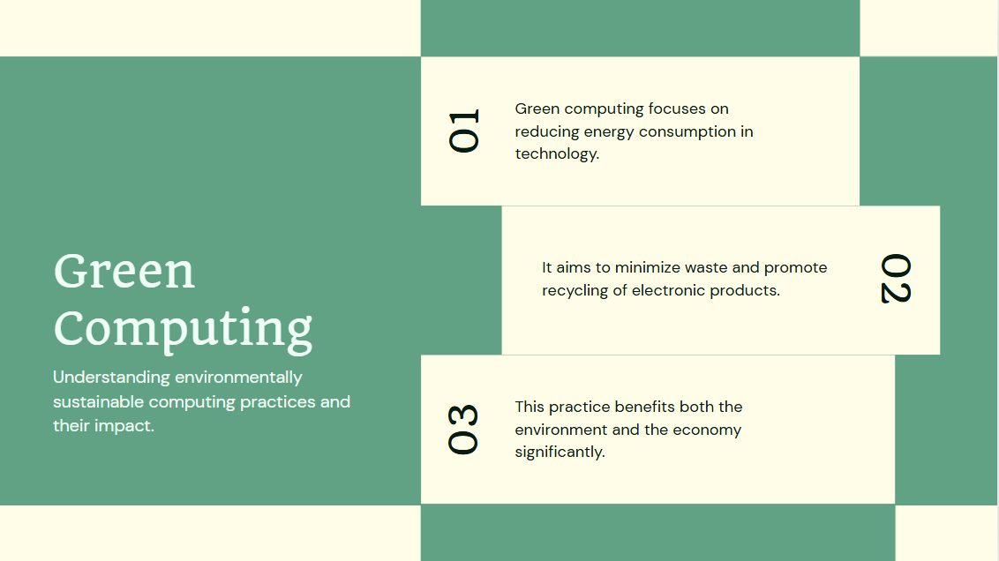 Green
Computing
Understanding environmentally
sustainable computing practices and
their impact.
01
Green computing focuses on
reducing energy consumption in
technology.
It aims to minimize waste and promote
recycling of electronic products.
02
03
This practice benefits both the
environment and the economy
significantly.